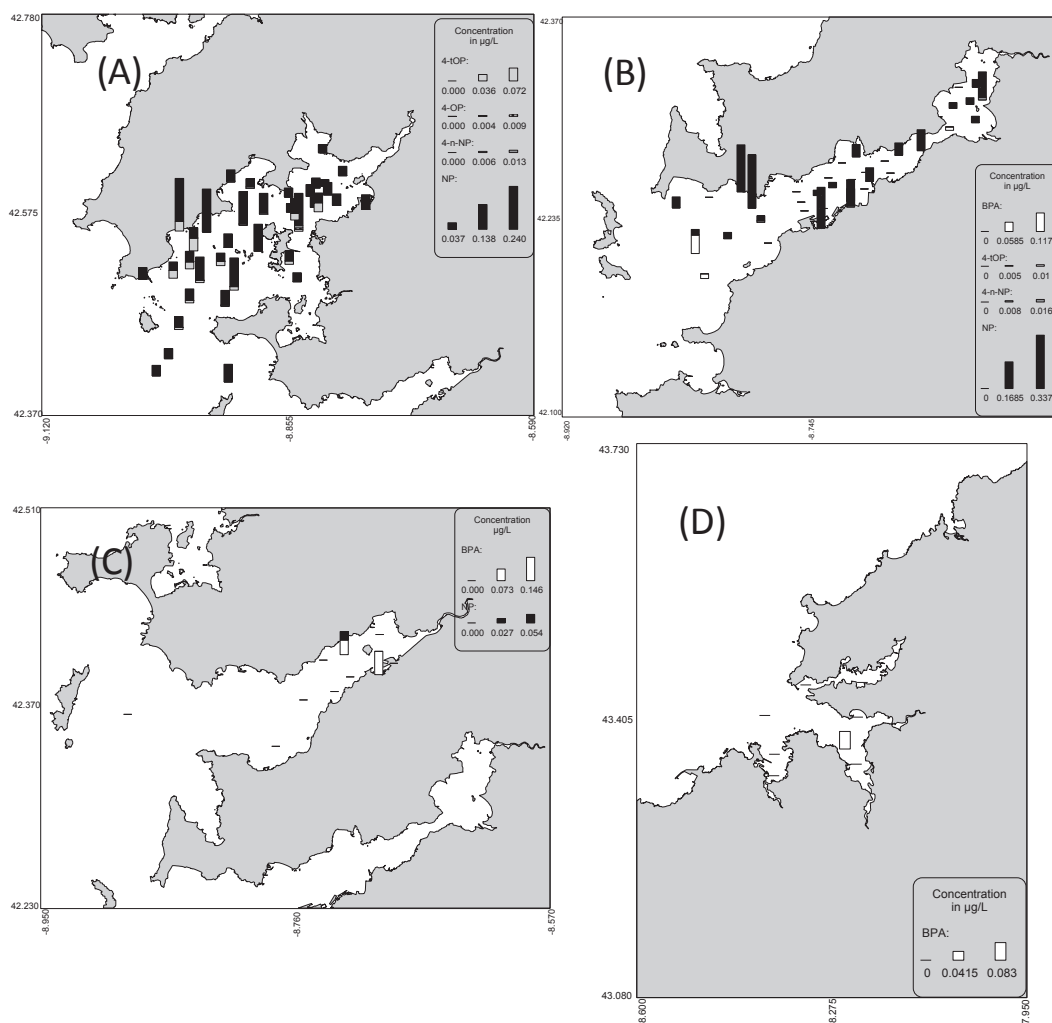 (A)
42.780
42.575
42.370
-9.120
-8.855
-8.590
Concentration
in µg/L
4-tOP:
0.000 0.036 0.072
4-OP:
0.000 0.004 0.009
4-n-NP:
0.000 0.006 0.013
NP:
0.037 0.138 0.240
(B)
42.370
42.235
42.100
-8.920
-8.745
Concentration
in µg/L
BPA:
0 0.0585 0.117
4-tOP:
0 0.005 0.01
4-n-NP:
0 0.008 0.016
NP:
0 0.1685 0.337
(C)
42.510
42.370
42.230
-8.950
-8.760
-8.570
Concentration
µg/L
BPA:
0.000 0.073 0.146
NP:
0.000 0.027 0.054
(D)
43.730
43.405
43.080
8.600
8.275
7.950
Concentration
in µg/L
BPA:
0 0.0415 0.083